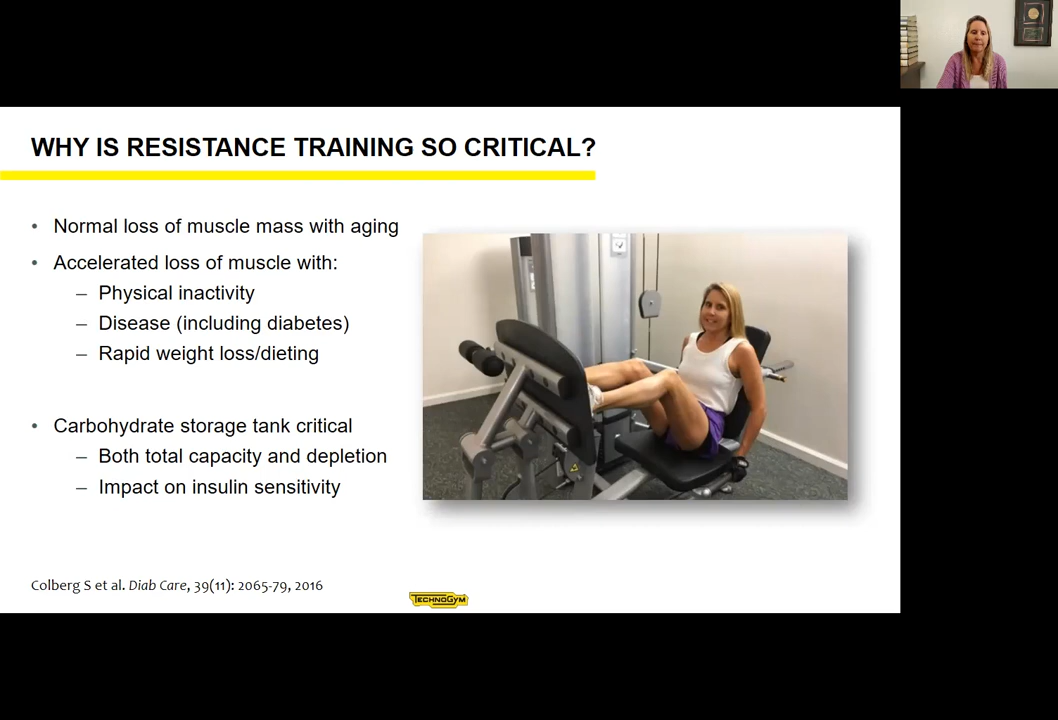 WHY IS RESISTANCE TRAINING SO CRITICAL?
• Normal loss of muscle mass with aging
• Accelerated loss of muscle with:
– Physical inactivity
– Disease (including diabetes)
– Rapid weight loss/dieting
• Carbohydrate storage tank critical
– Both total capacity and depletion
– Impact on insulin sensitivity
Colberg S et al. Diab Care, 39(11): 2065-79, 2016
TECHNOGYM